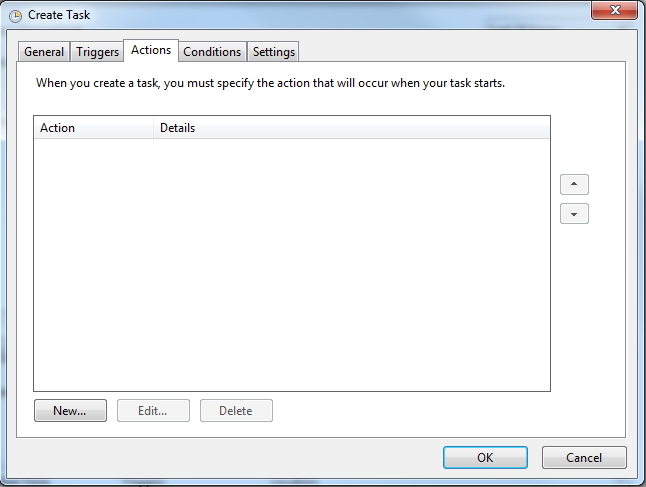 Create Task
General Triggers Actions Conditions Settings
When you create a task, you must specify the action that will occur when your task starts.
Action Details
New... Edit... Delete
OK Cancel